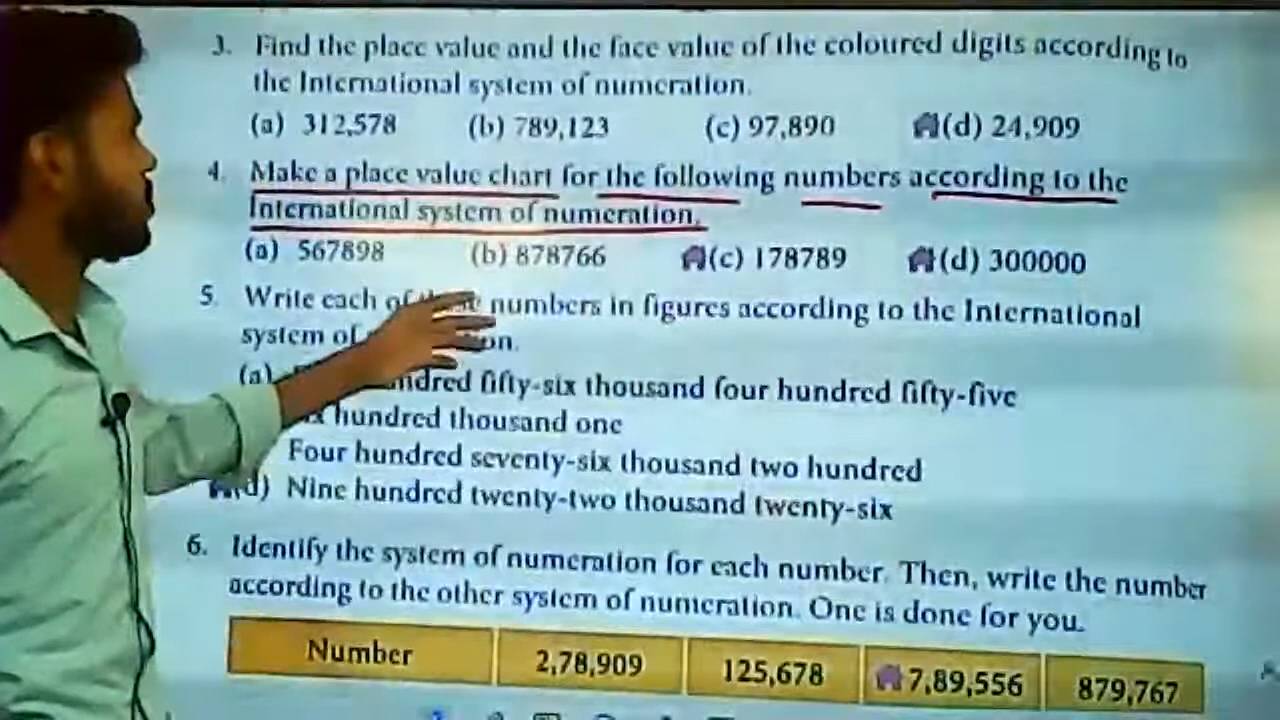 3. Find the place value and the face value of the coloured digits according to
the International system of numeration.
(a) 312,578 (b) 789,123 (c) 97,890 (d) 24,909
4. Make a place value chart for the following numbers according to the
International system of numeration.
(a) 567898 (b) 878766 (c) 178789 (d) 300000
5. Write each of numbers in figures according to the International
system of
(a) fifty-six thousand four hundred fifty-five
hundred thousand one
Four hundred seventy-six thousand two hundred
(d) Nine hundred twenty-two thousand twenty-six
6. Identify the system of numeration for each number. Then, write the number
according to the other system of numeration. One is done for you.
Number 2,78,909 125,678 7,89,556 879,767